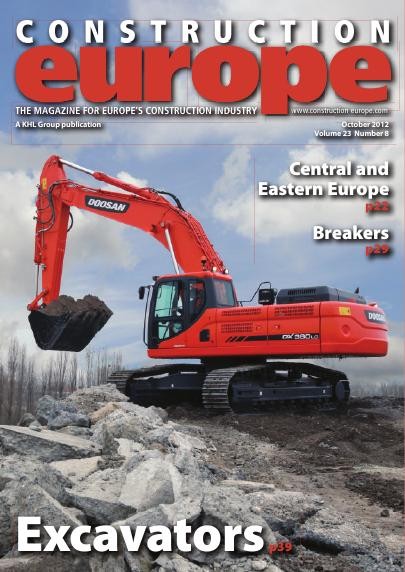 CONSTRUCTION
europe
THE MAGAZINE FOR EUROPE'S CONSTRUCTION INDUSTRY
www.construction-europe.com
A KHL Group publication
October 2012
Volume 23 Number 8
Central and
Eastern Europe
p22
Breakers
p29
DOOSAN
DOOSAN
DX 380LC
Excavators p39